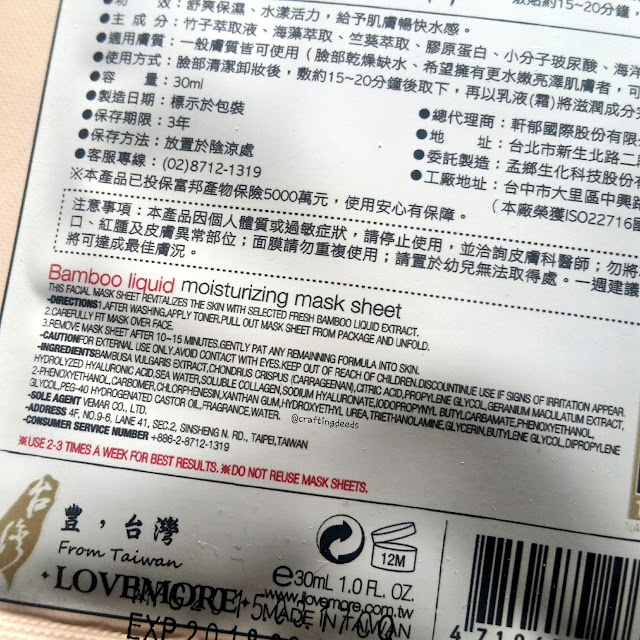 效：舒爽保濕、水漾活力，給予肌膚暢快水感。
敷貼約15~20分鐘
●主 成 分：竹子萃取液、海藻萃取、竺葵萃取、膠原蛋白、小分子玻尿酸、海洋
●適用膚質：一般膚質皆可使用（臉部乾燥缺水、希望擁有更水嫩亮澤肌膚者，可
●使用方式：臉部清潔卸妝後，敷約15~20分鐘後取下，再以乳液(霜)將滋潤成分
●容 量：30ml
●製造日期：標示於包裝
●保存期限：3年
●保存方法：放置於陰涼處
●客服專線：(02)8712-1319
●總代理商：軒郁國際股份有限
●地 址：台北市新生北路二
●委託製造：孟鄉生化科技股份
●工廠地址：台中市大里區中興路
（本廠榮獲ISO22716
※本產品已投保富邦產物保險5000萬元，使用安心有保障。
注意事項：本產品因個人體質或過敏症狀，請停止使用，並洽詢皮膚科醫師；勿將
口、紅腫及皮膚異常部位；面膜請勿重複使用；請置於幼兒無法取得處。一週建議
將可達成最佳膚況。
Bamboo liquid moisturizing mask sheet
THIS FACIAL MASK SHEET REVITALIZES THE SKIN WITH SELECTED FRESH BAMBOO LIQUID EXTRACT.
-DIRECTIONS1.AFTER WASHING,APPLY TONER.PULL OUT MASK SHEET FROM PACKAGE AND UNFOLD.
2.CAREFULLY FIT MASK OVER FACE.
3.REMOVE MASK SHEET AFTER 10~15 MINUTES.GENTLY PAT ANY REMAINNING FORMULA INTO SKIN.
-CAUTIONFOR EXTERNAL USE ONLY.AVOID CONTACT WITH EYES.KEEP OUT OF REACH OF CHILDREN.DISCONTINUE USE IF SIGNS OF IRRITATION APPEAR.
-INGREDIENTSBAMBUSA VULGARIS EXTRACT,CHONDRUS CRISPUS (CARRAGEENAN),CITRIC ACID,PROPYLENE GLYCOL,GERANIUM MACULATUM EXTRACT,
HYDROLYZED HYALURONIC ACID,SEA WATER,SOLUBLE COLLAGEN,SODIUM HYALURONATE,IODOPROPYNYL BUTYLCARBAMATE,PHENOXYETHANOL,
2-PHENOXYETHANOL,CARBOMER,CHLORPHENESIN,XANTHAN GUM,HYDROXYETHYL UREA,TRIETHANOLAMINE,GLYCERIN,BUTYLENE GLYCOL,DIPROPYLENE
GLYCOL,PEG-40 HYDROGENATED CASTOR OIL,FRAGRANCE,WATER.
@craftingdeeds
-SOLE AGENT VEMAR CO., LTD.
-ADDRESS 4F, NO.9-6, LANE 41, SEC.2, SINSHENG N. RD., TAIPEI,TAIWAN
-CONSUMER SERVICE NUMBER +886-2-8712-1319
※USE 2-3 TIMES A WEEK FOR BEST RESULTS. ※DO NOT REUSE MASK SHEETS.
台灣
豐，台灣
From Taiwan
LOVEMORE
12M
e30mL 1.0 FL. OZ.
www.ilovemore.com.tw
MADE IN TAIWAN